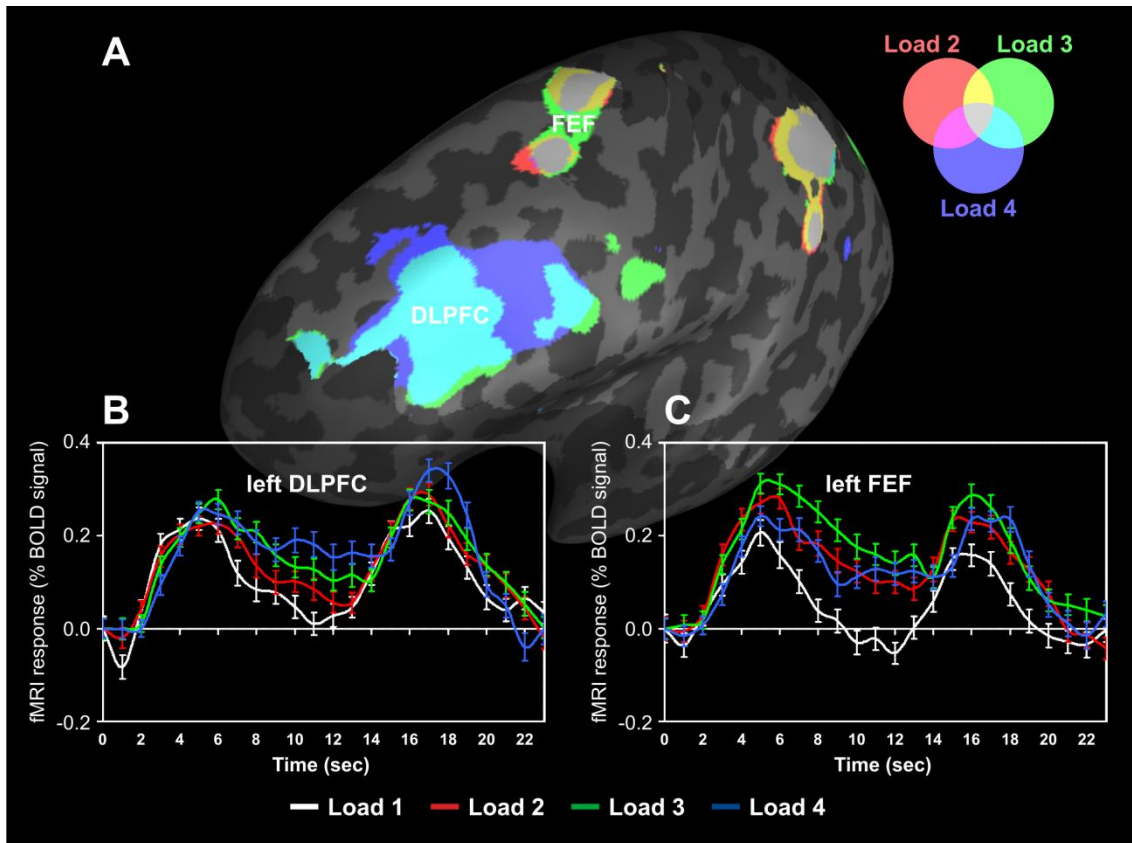 A
Load 2
Load 3
Load 4
FEF
DLPFC
B
left DLPFC
fMRI response (% BOLD signal)
0.4
0.2
0.0
-0.2
0 2 4 6 8 10 12 14 16 18 20 22
Time (sec)
C
left FEF
fMRI response (% BOLD signal)
0.4
0.2
0.0
-0.2
0 2 4 6 8 10 12 14 16 18 20 22
Time (sec)
Load 1 Load 2 Load 3 Load 4